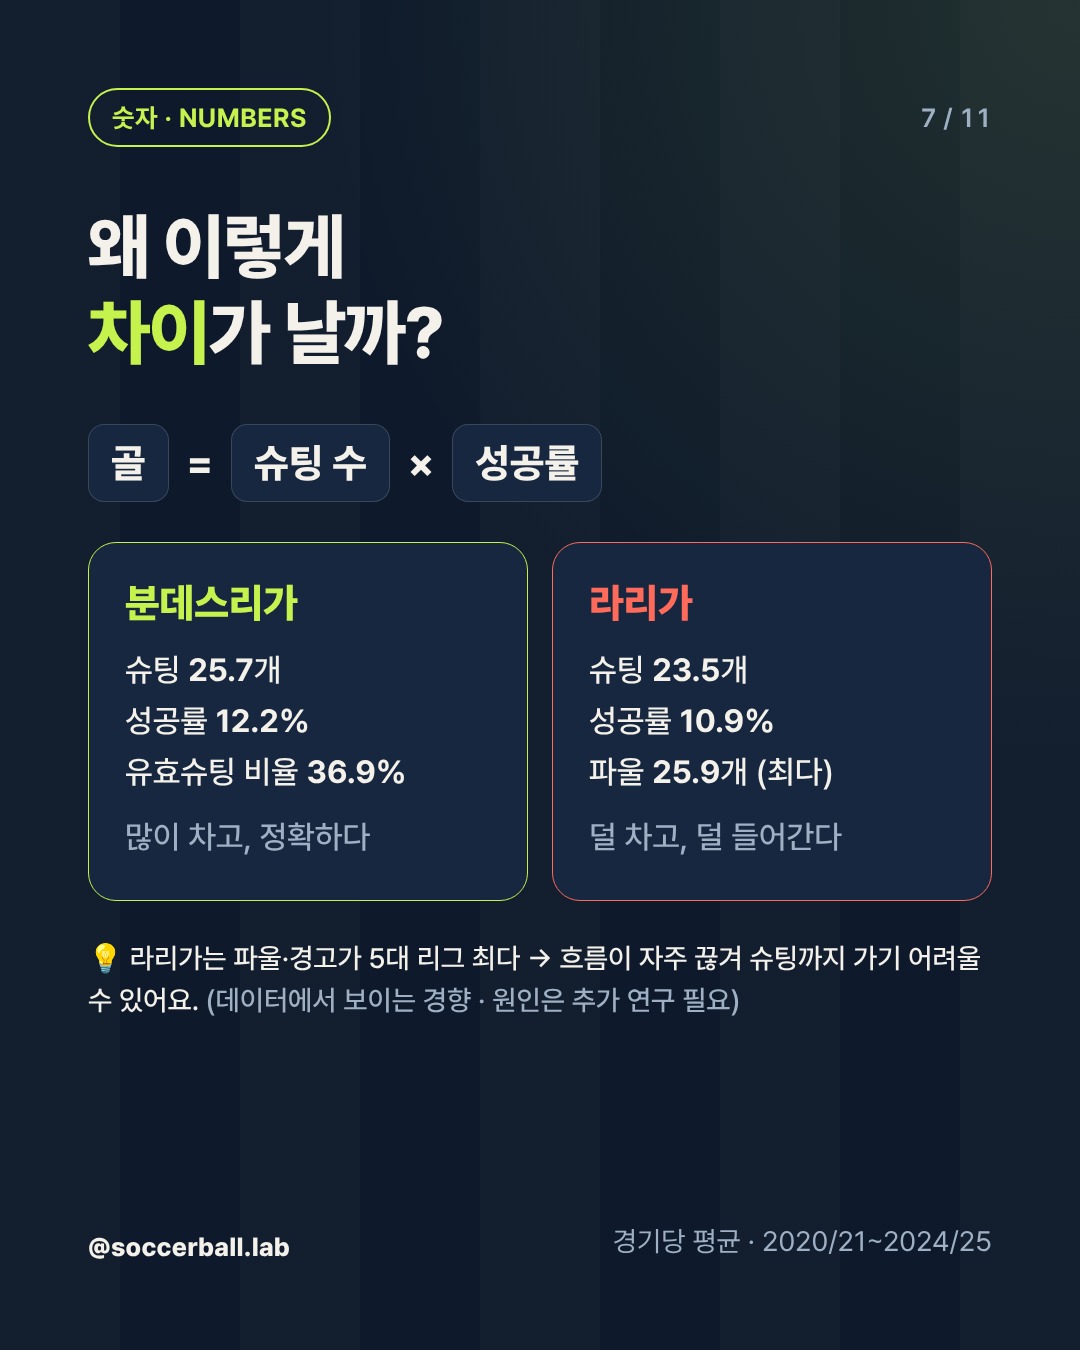 숫자 · NUMBERS
7 / 11
왜 이렇게
차이가 날까?
골 = 슈팅 수 × 성공률
분데스리가
슈팅 25.7개
성공률 12.2%
유효슈팅 비율 36.9%
많이 차고, 정확하다
라리가
슈팅 23.5개
성공률 10.9%
파울 25.9개 (최다)
덜 차고, 덜 들어간다
💡 라리가는 파울·경고가 5대 리그 최다 → 흐름이 자주 끊겨 슈팅까지 가기 어려울
수 있어요. (데이터에서 보이는 경향 · 원인은 추가 연구 필요)
@soccerball.lab
경기당 평균 · 2020/21~2024/25